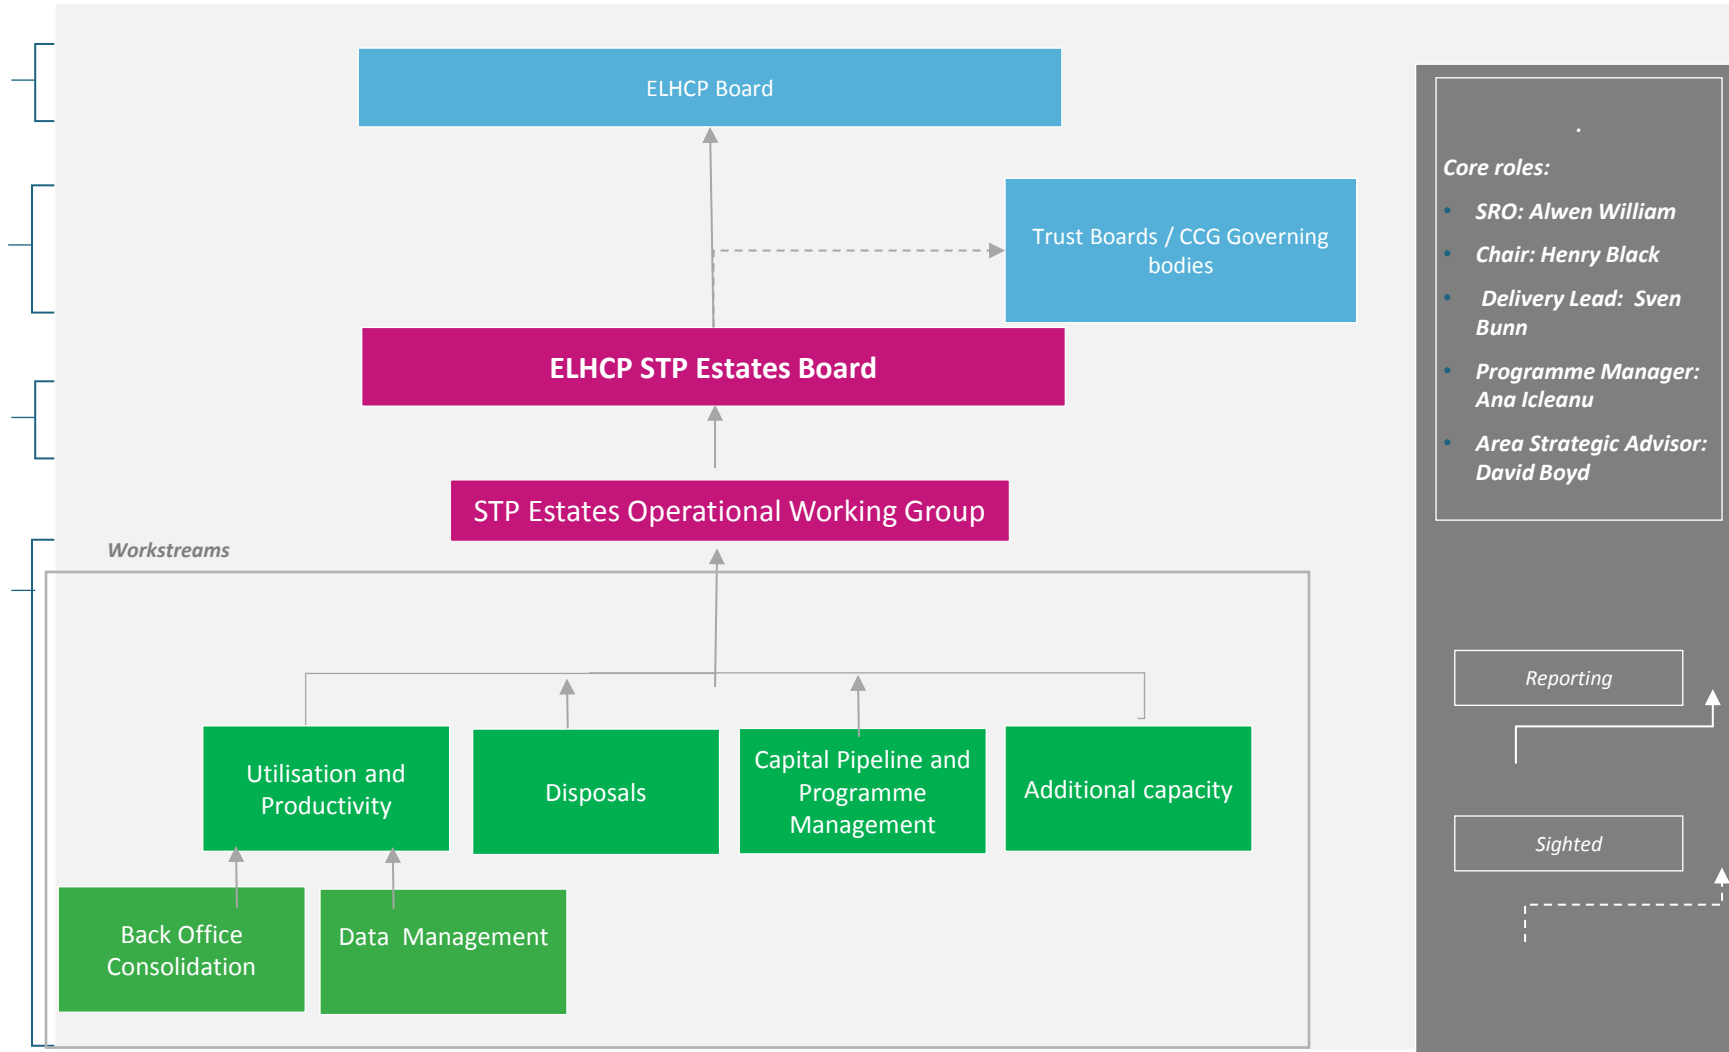 ELHCP Board
Trust Boards / CCG Governing
bodies
ELHCP STP Estates Board
STP Estates Operational Working Group
Workstreams
Utilisation and
Productivity
Disposals
Capital Pipeline and
Programme
Management
Additional capacity
Back Office
Consolidation
Data  Management
.
Core roles:
• SRO: Alwen William
• Chair: Henry Black
• Delivery Lead:  Sven
Bunn
• Programme Manager:
Ana Icleanu
• Area Strategic Advisor:
David Boyd
Reporting
Sighted